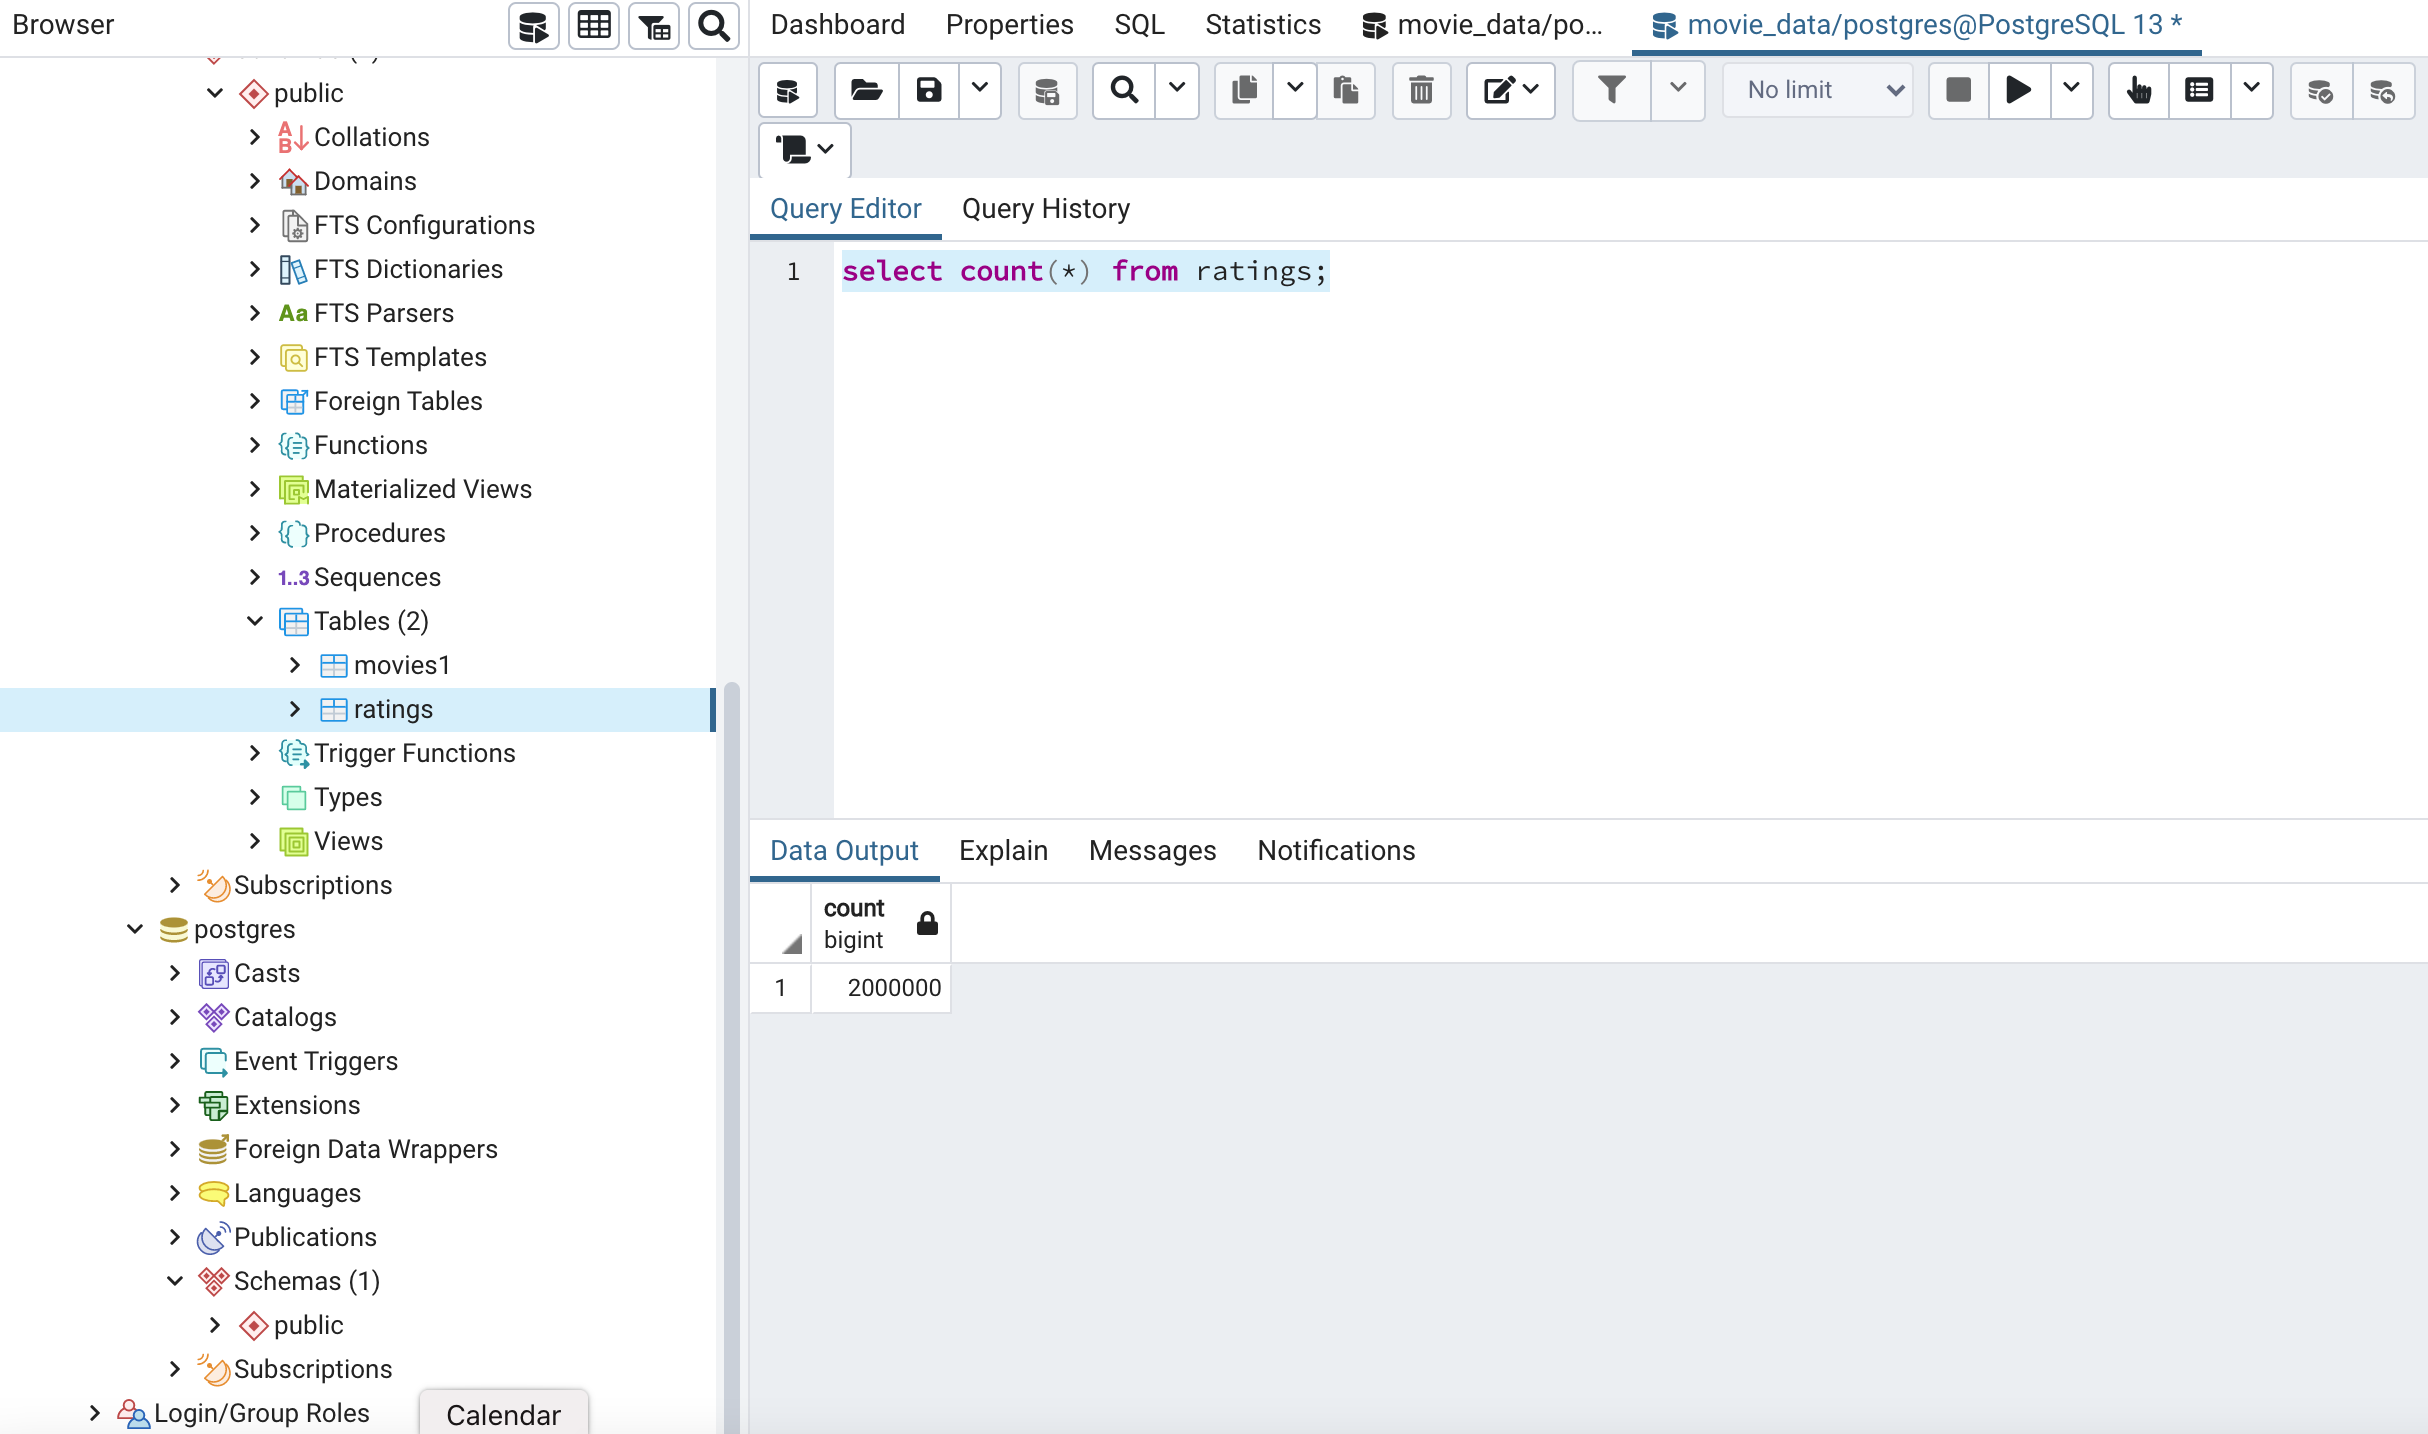 Browser
Dashboard Properties SQL Statistics movie_data/po... movie_data/postgres@PostgreSQL 13 *
public
Collations
Domains
FTS Configurations
FTS Dictionaries
Aa FTS Parsers
FTS Templates
Foreign Tables
Functions
Materialized Views
Procedures
1..3 Sequences
Tables (2)
movies1
ratings
Trigger Functions
Types
Views
Subscriptions
postgres
Casts
Catalogs
Event Triggers
Extensions
Foreign Data Wrappers
Languages
Publications
Schemas (1)
public
Subscriptions
Login/Group Roles
Calendar
No limit
Query Editor Query History
1 select count(*) from ratings;
Data Output Explain Messages Notifications
count
bigint
1 2000000